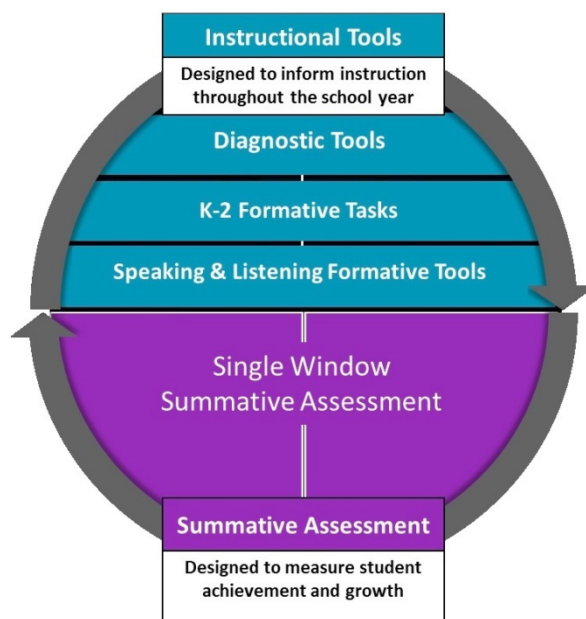 Instructional Tools
Designed to inform instruction
throughout the school year
Diagnostic Tools
K-2 Formative Tasks
Speaking & Listening Formative Tools
Single Window
Summative Assessment
Summative Assessment
Designed to measure student
achievement and growth